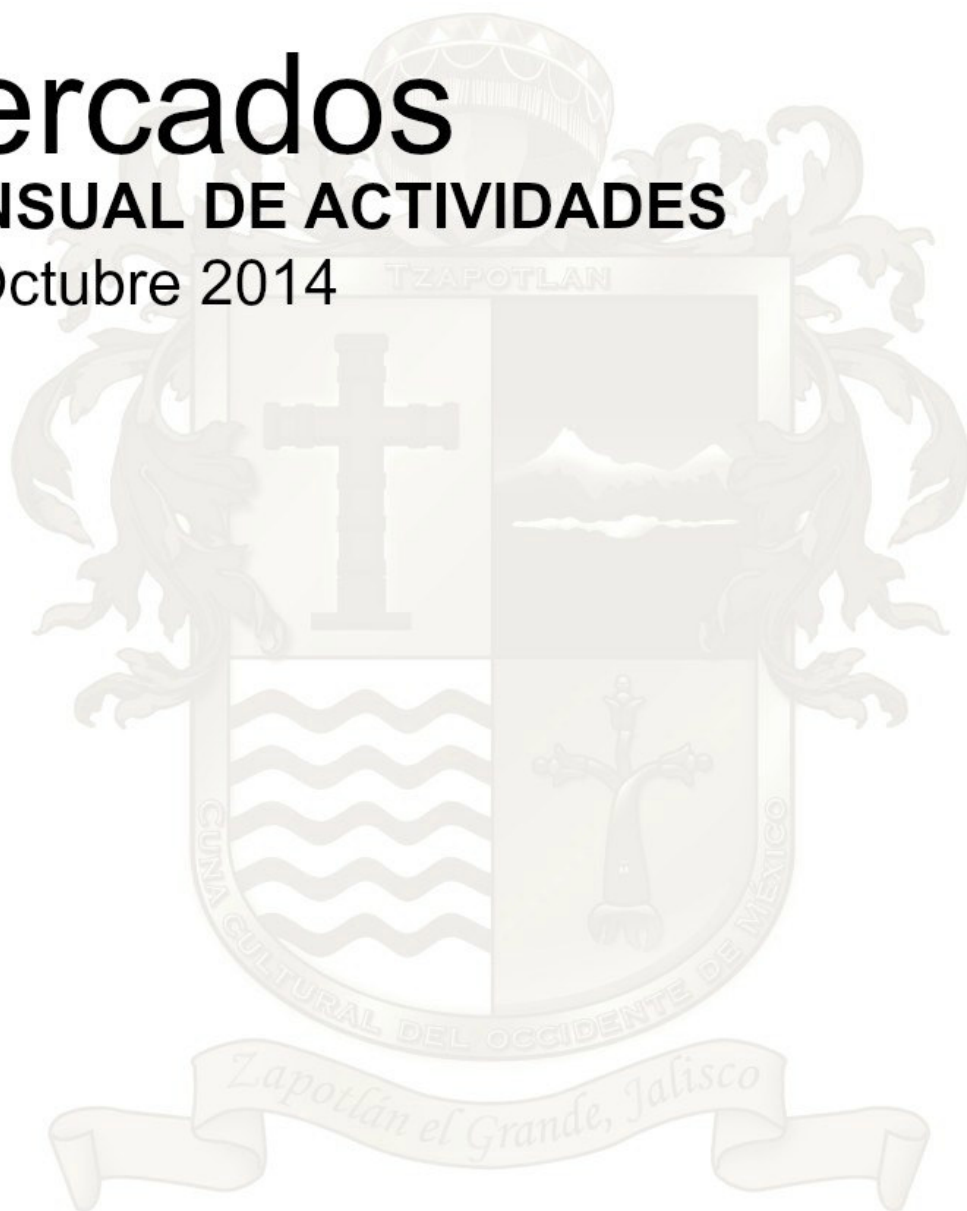 ercados
NSUAL DE ACTIVIDADES
Octubre 2014
TZAPOTLAN
CUNA CULTURAL DEL OCCIDENTE DE MÉXICO
Zapotlán el Grande, Jalisco